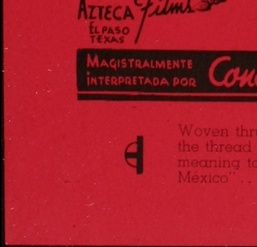 AZTECA Films
EL PASO
TEXAS
MAGISTRALMENTE
INTERPRETADA POR
Woven thr
the thread
meaning to
Mexico" ..